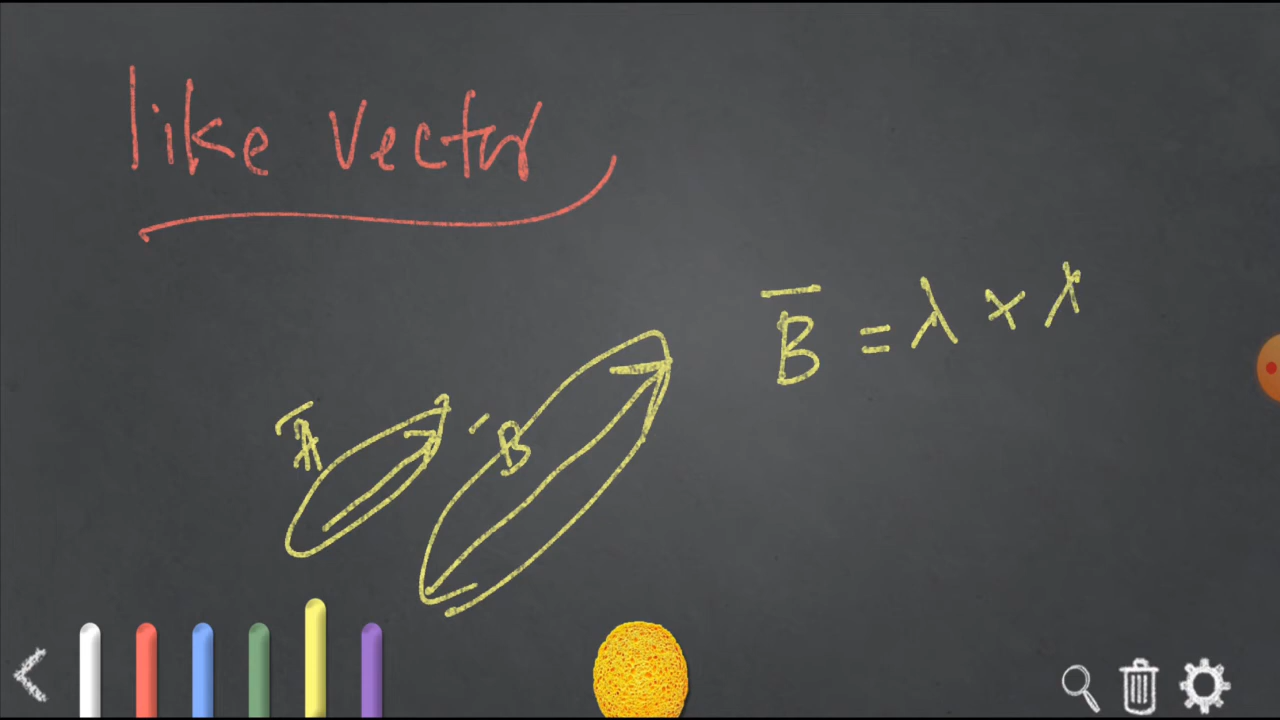 like vector
B̅ = λ × λ
A̅
B